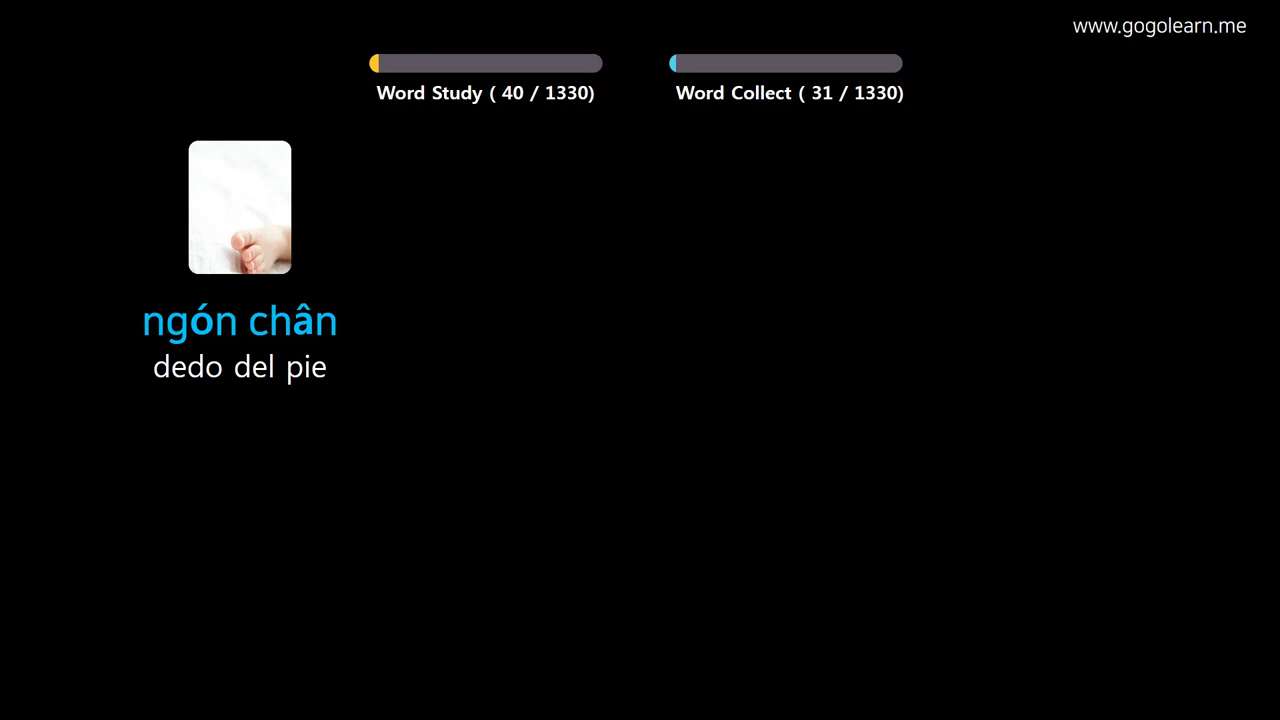 www.gogolearn.me
Word Study ( 40 / 1330)
Word Collect ( 31 / 1330)
ngón chân
dedo del pie